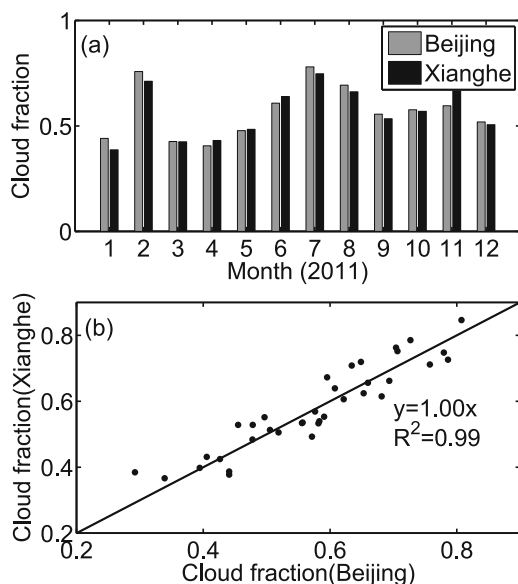 1
(a)
Beijing
Xianghe
Cloud fraction
0.5
0
1 2 3 4 5 6 7 8 9 10 11 12
Month (2011)
(b)
Cloud fraction(Xianghe)
0.8
0.6
0.4
0.2
y=1.00x
R²=0.99
0.2 0.4 0.6 0.8
Cloud fraction(Beijing)